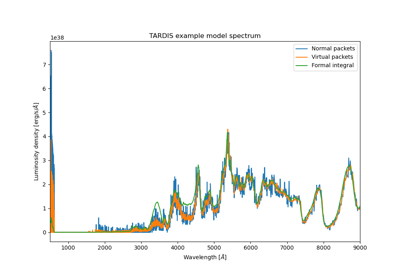 TARDIS example model spectrum
1e38
Normal packets
Virtual packets
Formal integral
Luminosity density [erg/s/Å]
7
6
5
4
3
2
1
0
1000 2000 3000 4000 5000 6000 7000 8000 9000
Wavelength [Å]